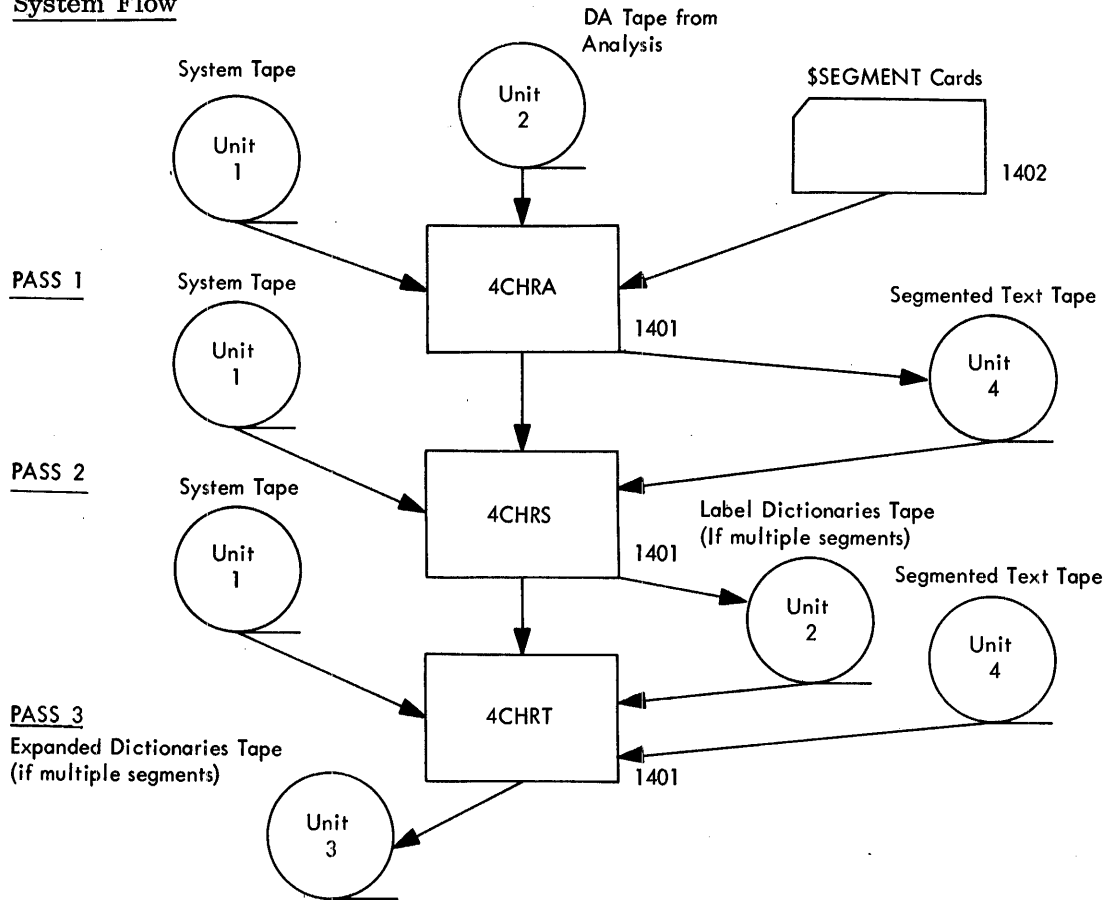 System Flow
DA Tape from
Analysis
System Tape
$SEGMENT Cards
Unit
1
Unit
2
1402
PASS 1
System Tape
4CHRA
1401
Segmented Text Tape
Unit
1
Unit
4
PASS 2
System Tape
4CHRS
1401
Label Dictionaries Tape
(If multiple segments)
Unit
1
Segmented Text Tape
Unit
2
Unit
4
PASS 3
4CHRT
1401
Expanded Dictionaries Tape
(if multiple segments)
Unit
3